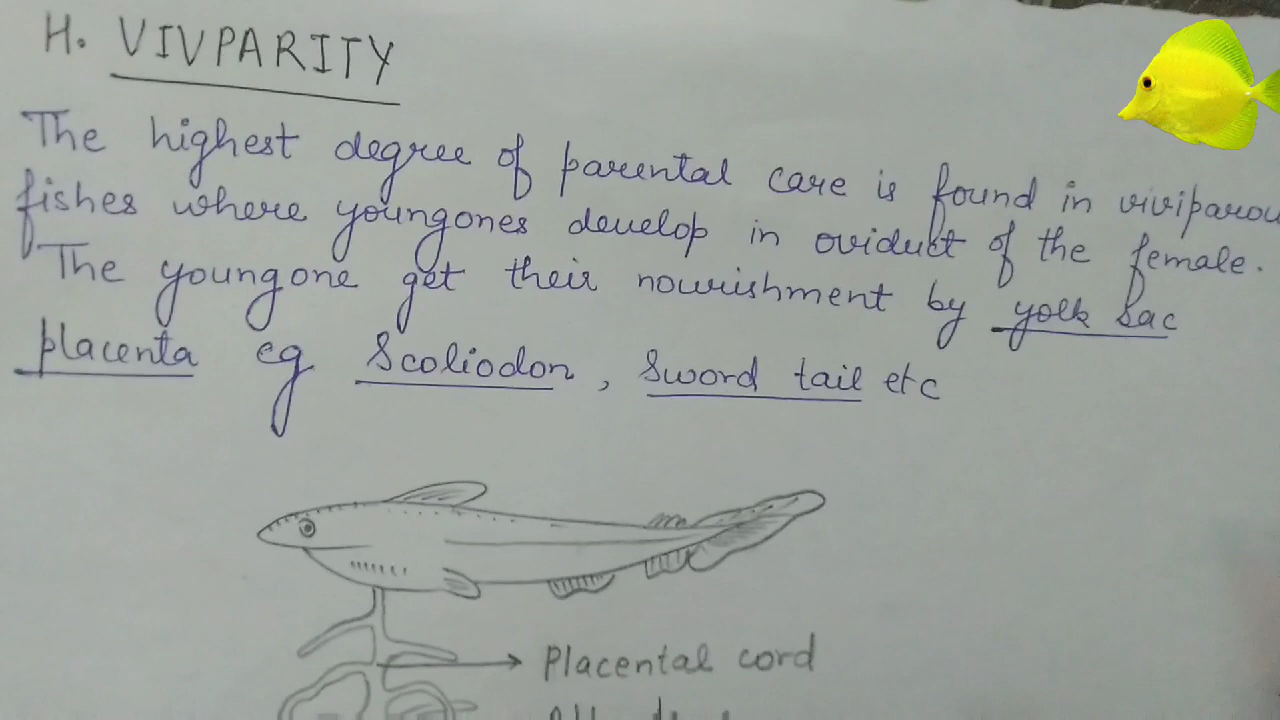 H. VIVPARITY
The highest degree of parental care is found in viviparou
fishes where youngones develop in oviduct of the female.
The youngone get their nourishment by yolk sac
placenta eg Scoliodon, Sword tail etc
Placental cord